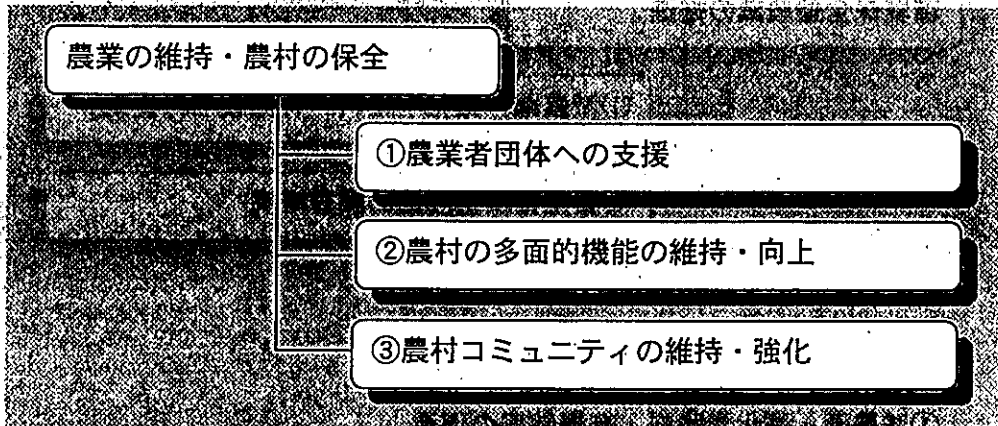 農業の維持・農村の保全
①農業者団体への支援
②農村の多面的機能の維持・向上
③農村コミュニティの維持・強化